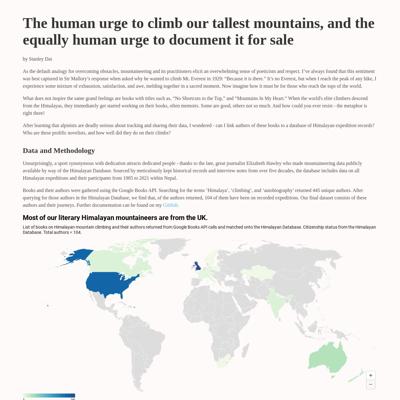 The human urge to climb our tallest mountains, and the
equally human urge to document it for sale
by Stanley Dai
As the default analogy for overcoming obstacles, mountaineering and its practitioners elicit an overwhelming sense of poeticism and respect. I've always found that this sentiment
was best captured in Sir Mallory's response when asked why he wanted to climb Mt. Everest in 1929: "Because it is there." It's no Everest, but when I reach the peak of any hike, I
experience some mixture of exhaustion, satisfaction, and awe, melding together in a sacred moment. Now imagine how it must be for those who reach the top of the world.
What does not inspire the same grand feelings are books with titles such as, "No Shortcuts to the Top," and "Mountains In My Heart." When the world's elite climbers descend
from the Himalayas, they immediately get started working on their books, often memoirs. Some are good, others not so much. And how could you ever resist - the metaphor is
right there!
After learning that alpinists are deadly serious about tracking and sharing their data, I wondered - can I link authors of these books to a database of Himalayan expedition records?
Who are these prolific novelists, and how well did they do on their climbs?
Data and Methodology
Unsurprisingly, a sport synonymous with dedication attracts dedicated people - thanks to the late, great journalist Elizabeth Hawley who made mountaineering data publicly
available by way of the Himalayan Database. Sourced by meticulously kept historical records and interview notes from over five decades, the database includes data on all
Himalayan expeditions and their participants from 1905 to 2021 within Nepal.
Books and their authors were gathered using the Google Books API. Searching for the terms 'Himalaya', 'climbing', and 'autobiography' returned 445 unique authors. After
querying for those authors in the Himalayan Database, we find that, of the authors returned, 104 of them have been on recorded expeditions. Our final dataset consists of these
authors and their journeys. Further documentation can be found on my GitHub.
Most of our literary Himalayan mountaineers are from the UK.
List of books on Himalayan mountain climbing and their authors returned from Google Books API calls and matched onto the Himalayan Database. Citizenship status from the Himalayan
Database. Total authors = 104.
+
−